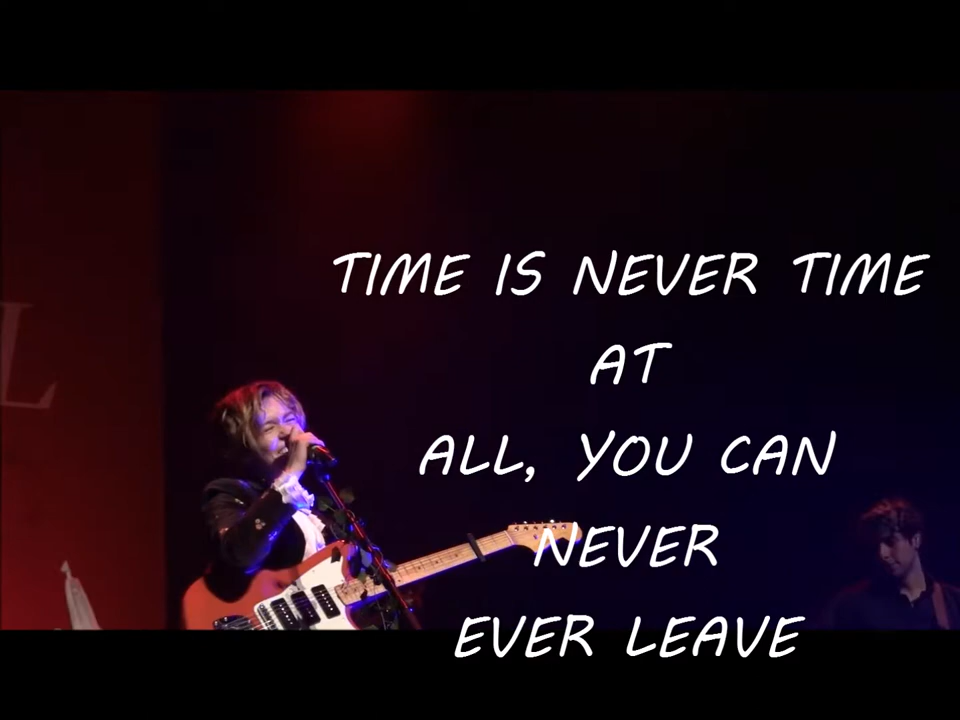 TIME IS NEVER TIME
AT
ALL, YOU CAN
NEVER
EVER LEAVE
L